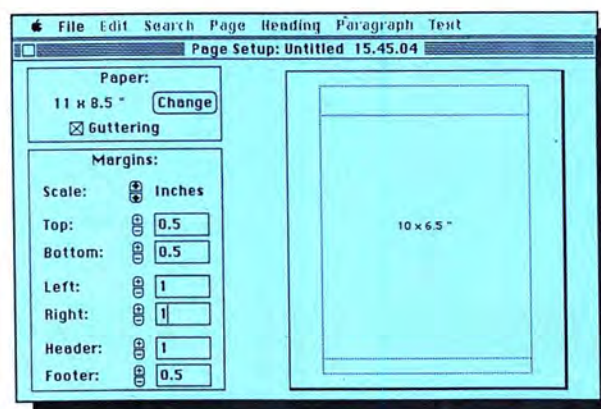 File Edit Search Page Heading Paragraph Text
Page Setup: Untitled 15.45.04
Paper:
11 x 8.5 " Change
Guttering
Margins:
Scale: Inches
Top: 0.5
Bottom: 0.5
Left: 1
Right: 1
Header: 1
Footer: 0.5
10 x 6.5 "